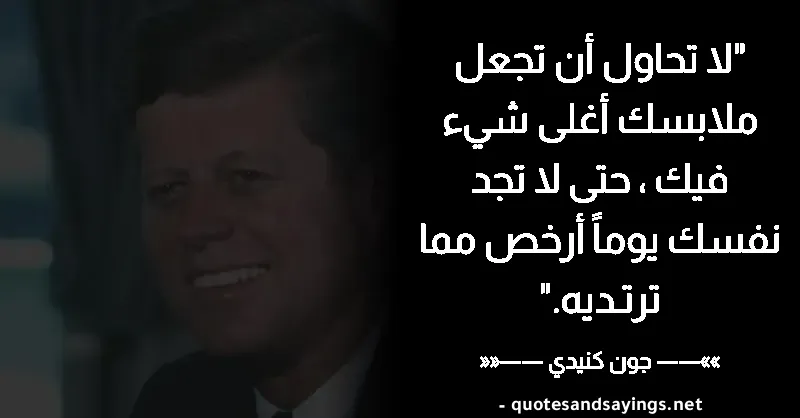 "لا تحاول أن تجعل
ملابسك أغلى شيء
فيك ، حتى لا تجد
نفسك يوماً أرخص مما
ترتديه."
»»—— جون كنيدي ——««
- quotesandsayings.net